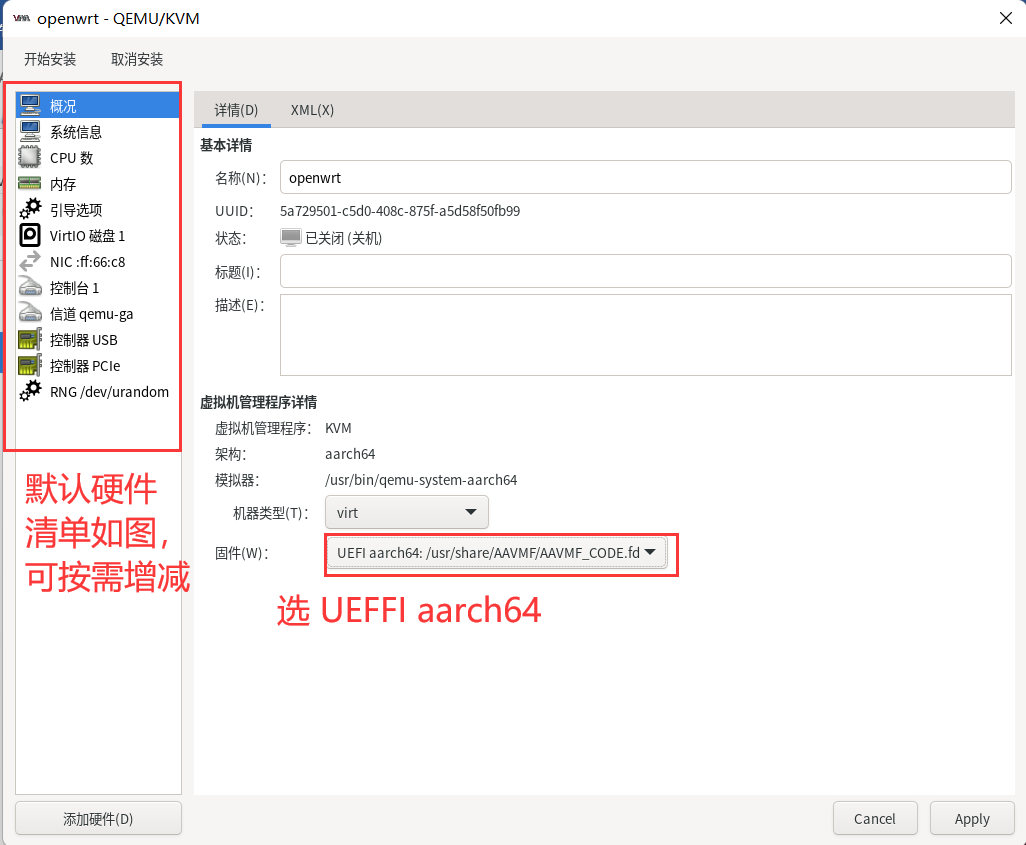 openwrt - QEMU/KVM
开始安装 取消安装
概况
系统信息
CPU 数
内存
引导选项
VirtIO 磁盘 1
NIC :ff:66:c8
控制台 1
信道 qemu-ga
控制器 USB
控制器 PCIe
RNG /dev/urandom
默认硬件
清单如图，
可按需增减
添加硬件(D)
详情(D) XML(X)
基本详情
名称(N)： openwrt
UUID： 5a729501-c5d0-408c-875f-a5d58f50fb99
状态： 已关闭 (关机)
标题(I)：
描述(E)：
虚拟机管理程序详情
虚拟机管理程序： KVM
架构： aarch64
模拟器： /usr/bin/qemu-system-aarch64
机器类型(T)： virt
固件(W)： UEFI aarch64: /usr/share/AAVMF/AAVMF_CODE.fd
选 UEFFI aarch64
Cancel Apply